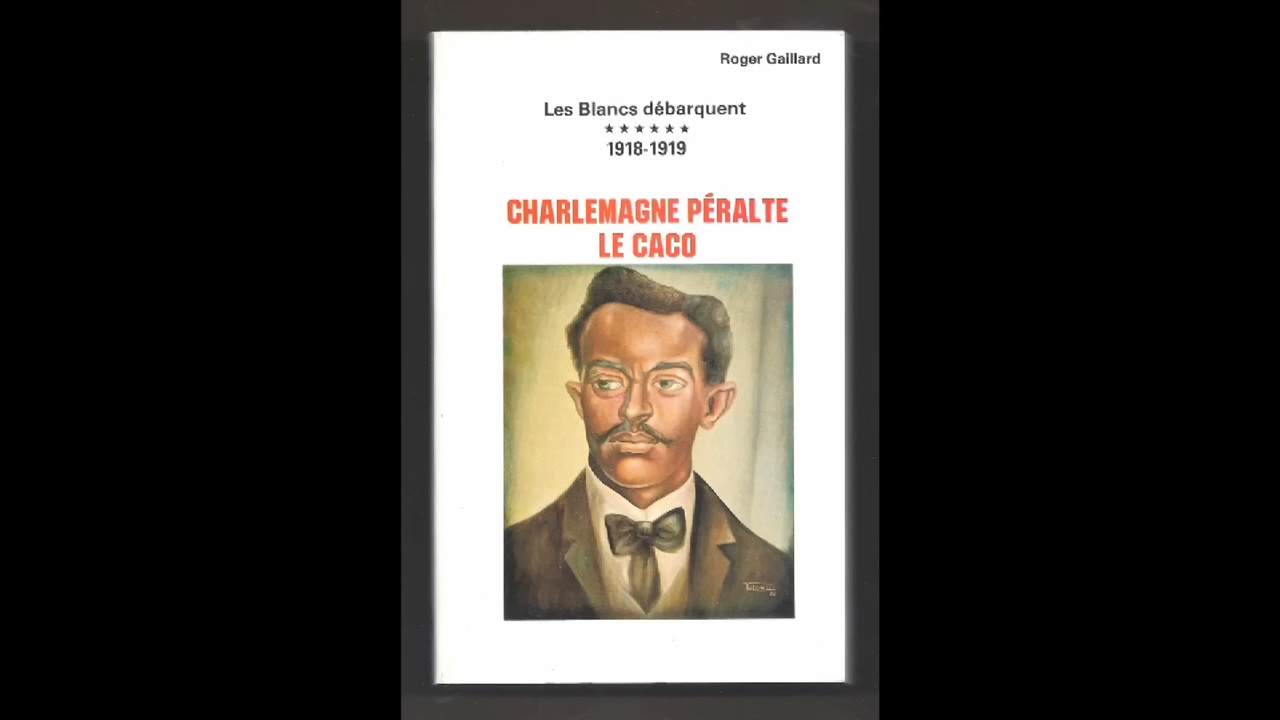 Roger Gaillard
Les Blancs débarquent
★★★★★★
1918-1919
CHARLEMAGNE PÉRALTE
LE CACO